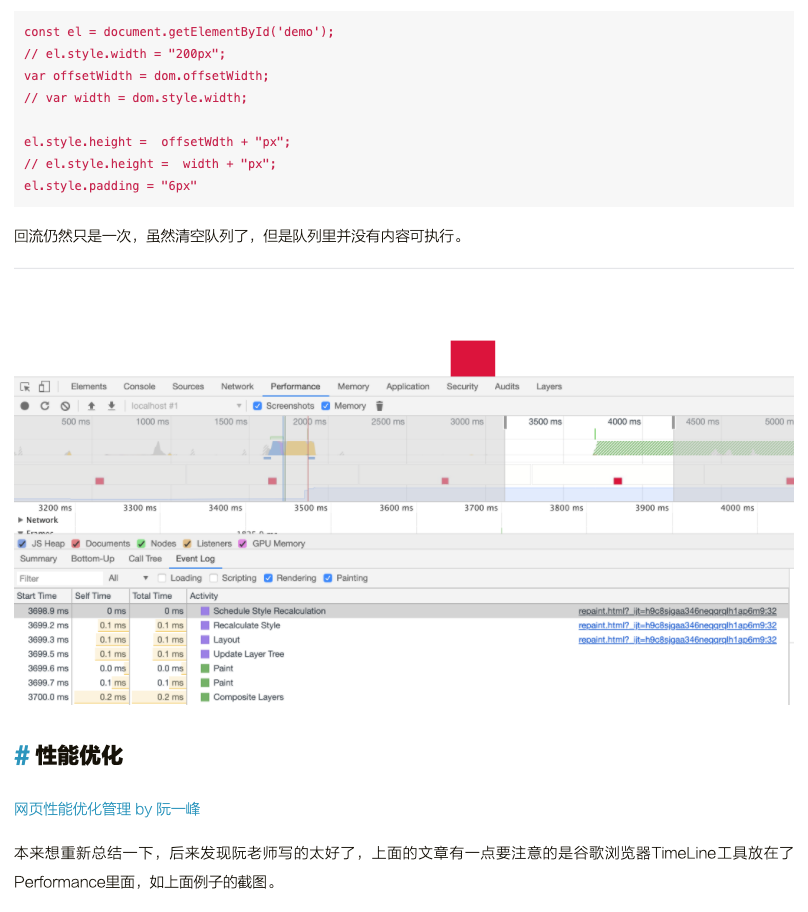 const el = document.getElementById('demo');
// el.style.width = "200px";
var offsetWidth = dom.offsetWidth;
// var width = dom.style.width;
el.style.height =  offsetWdth + "px";
// el.style.height =  width + "px";
el.style.padding = "6px"
回流仍然只是一次，虽然清空队列了，但是队列里并没有内容可执行。
Elements Console Sources Network Performance Memory Application Security Audits Layers
localhost #1 Screenshots Memory
500 ms 1000 ms 1500 ms 2000 ms 2500 ms 3000 ms 3500 ms 4000 ms 4500 ms 5000 m
3200 ms 3300 ms 3400 ms 3500 ms 3600 ms 3700 ms 3800 ms 3900 ms 4000 ms
Network
Frames
JS Heap Documents Nodes Listeners GPU Memory
Summary Bottom-Up Call Tree Event Log
Filter All Loading Scripting Rendering Painting
Start Time Self Time Total Time Activity
3698.9 ms 0 ms 0 ms Schedule Style Recalculation repaint.html?_ijt=h9c8sjgaa346neqqrqlh1ap6m9:32
3699.2 ms 0.1 ms 0.1 ms Recalculate Style repaint.html?_ijt=h9c8sjgaa346neqqrqlh1ap6m9:32
3699.3 ms 0.1 ms 0.1 ms Layout repaint.html?_ijt=h9c8sjgaa346neqqrqlh1ap6m9:32
3699.5 ms 0.1 ms 0.1 ms Update Layer Tree
3699.6 ms 0.0 ms 0.0 ms Paint
3699.7 ms 0.1 ms 0.1 ms Paint
3700.0 ms 0.2 ms 0.2 ms Composite Layers
# 性能优化
网页性能优化管理 by 阮一峰
本来想重新总结一下，后来发现阮老师写的太好了，上面的文章有一点要注意的是谷歌浏览器TimeLine工具放在了
Performance里面，如上面例子的截图。